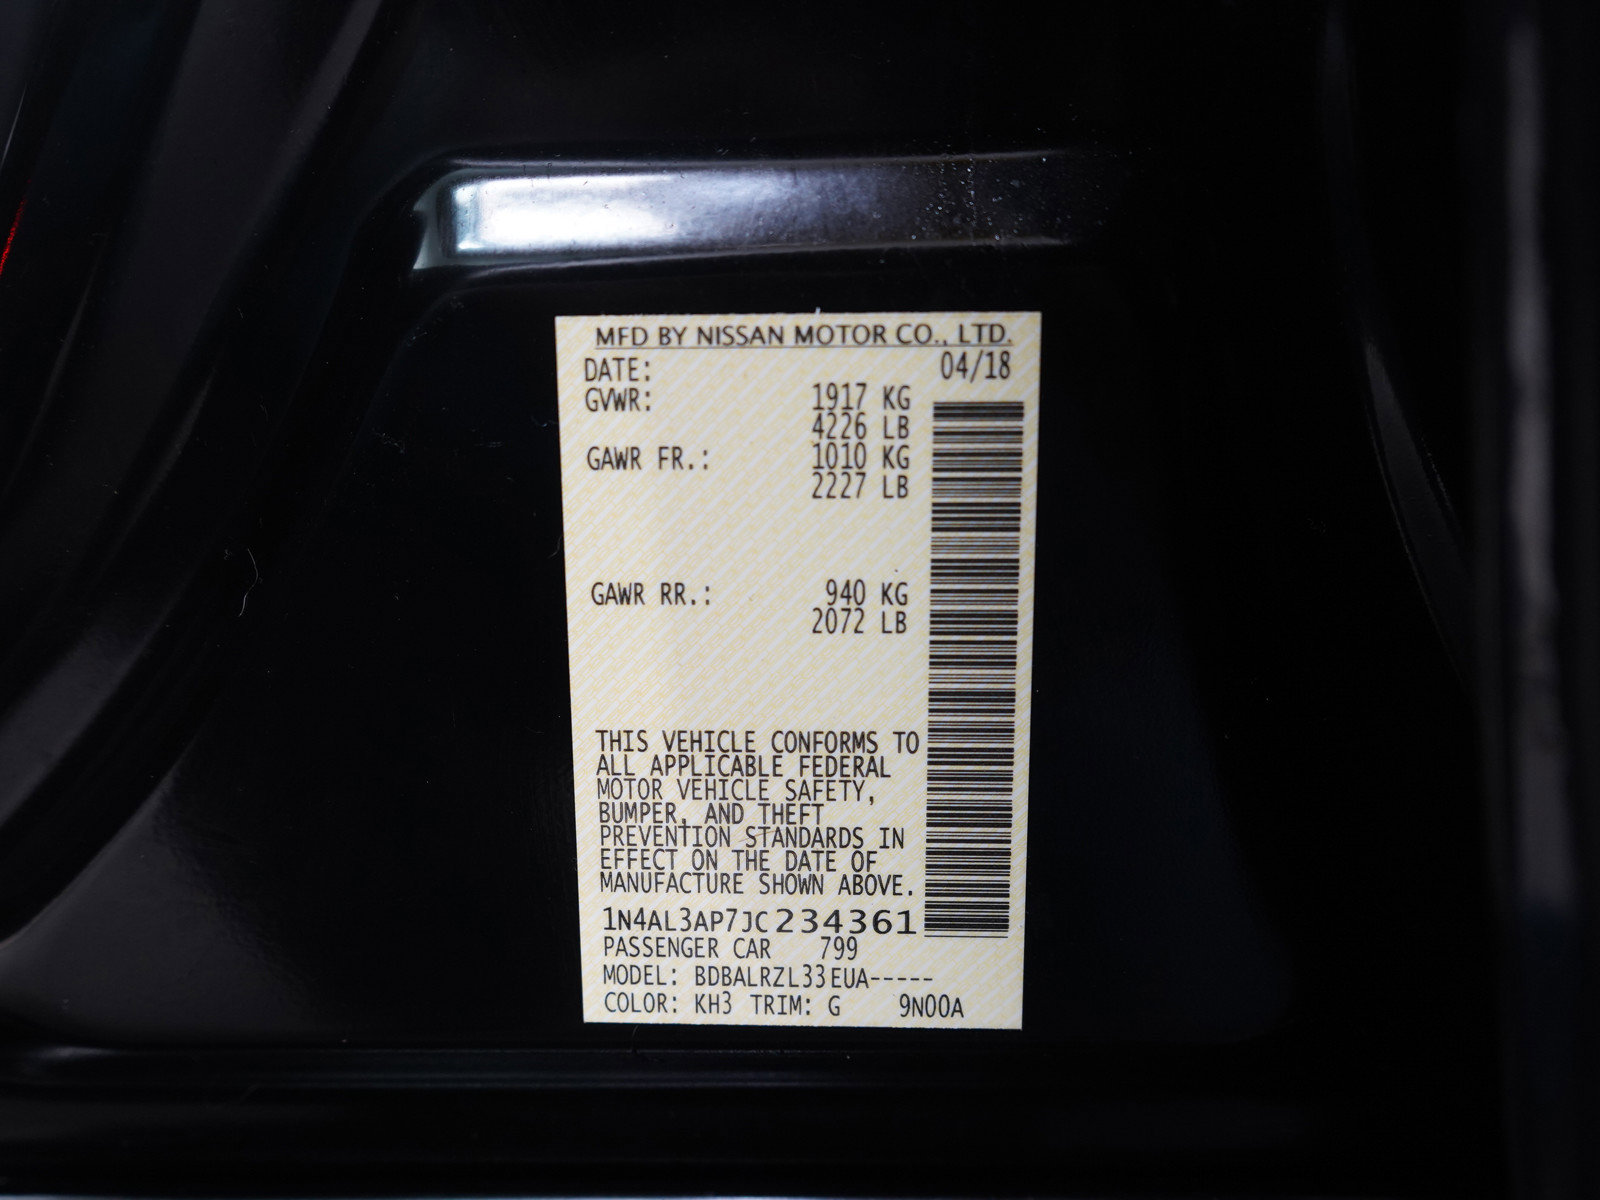 MFD BY NISSAN MOTOR CO., LTD.
DATE: 04/18
GVWR: 1917 KG
4226 LB
GAWR FR.: 1010 KG
2227 LB
GAWR RR.: 940 KG
2072 LB
THIS VEHICLE CONFORMS TO
ALL APPLICABLE FEDERAL
MOTOR VEHICLE SAFETY,
BUMPER, AND THEFT
PREVENTION STANDARDS IN
EFFECT ON THE DATE OF
MANUFACTURE SHOWN ABOVE.
1N4AL3AP7JC234361
PASSENGER CAR 799
MODEL: BDBALRZL33EUA-----
COLOR: KH3 TRIM: G 9N00A